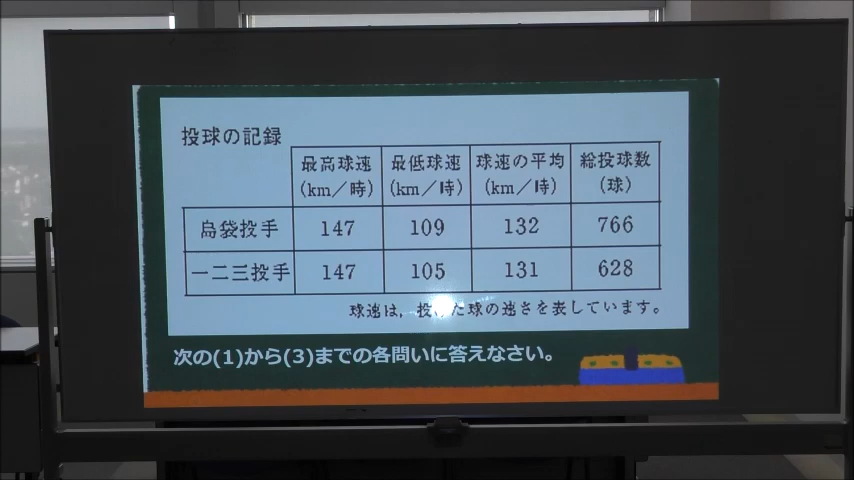 投球の記録
最高球速 最低球速 球速の平均 総投球数
(km/時) (km/時) (km/時) (球)
島袋投手 147 109 132 766
一二三投手 147 105 131 628
球速は，投げた球の速さを表しています。
次の(1)から(3)までの各問いに答えなさい。